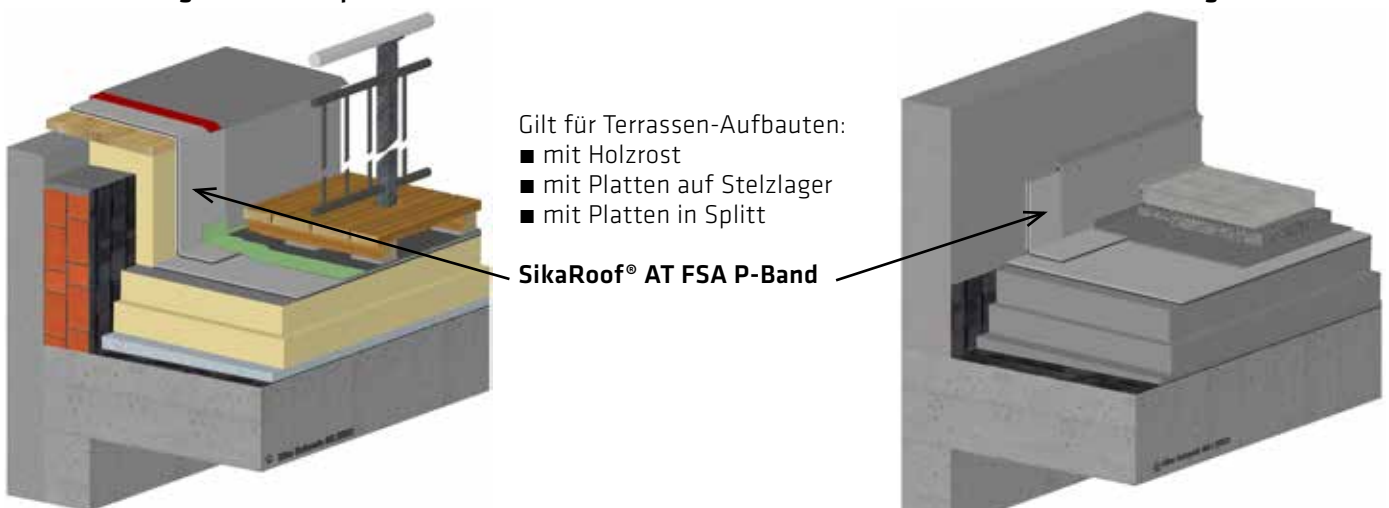 Gilt für Terrassen-Aufbauten:
■ mit Holzrost
■ mit Platten auf Stelzlager
■ mit Platten in Splitt
SikaRoof® AT FSA P-Band